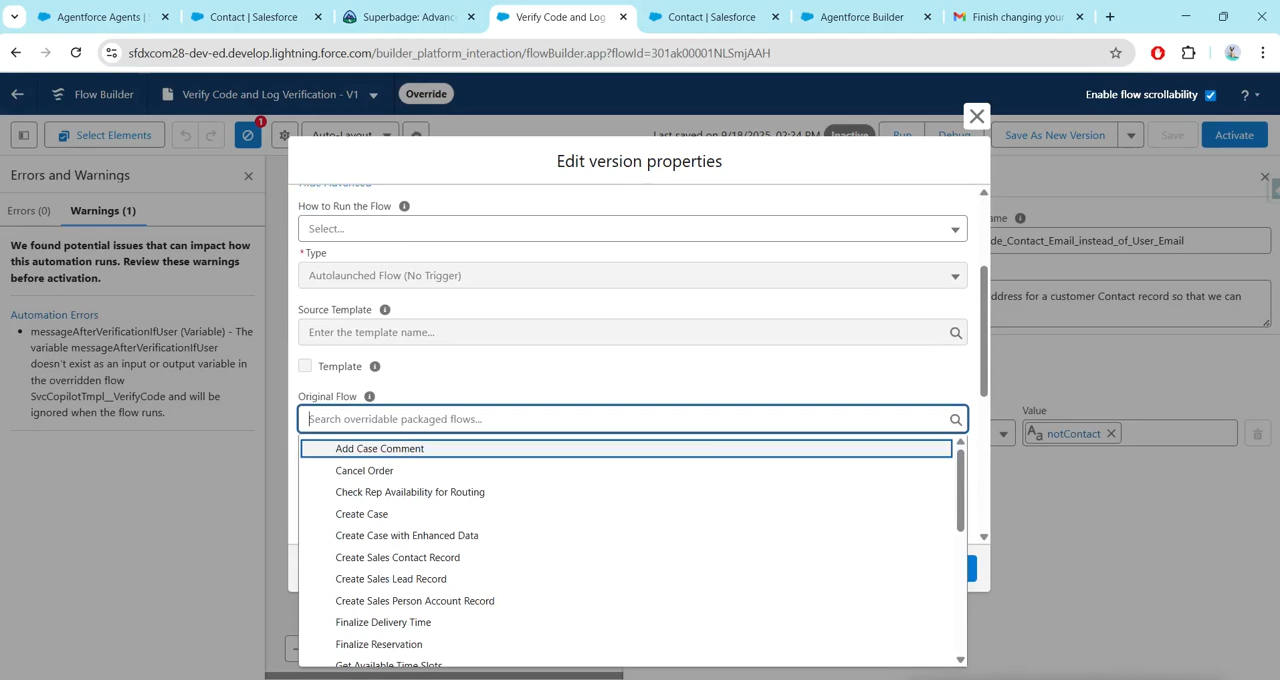 Agentforce Agents |
Contact | Salesforce
Superbadge: Advanc
Verify Code and Log
Contact | Salesforce
Agentforce Builder
Finish changing your
sfdxcom28-dev-ed.develop.lightning.force.com/builder_platform_interaction/flowBuilder.app?flowId=301ak00001NLSmjAAH
Flow Builder
Verify Code and Log Verification - V1
Override
Enable flow scrollability
?
Select Elements
1
Auto-Layout
Last saved on 9/18/2025, 02:24 PM
Inactive
Run
Debug
Save As New Version
Save
Activate
Errors and Warnings
Errors (0)
Warnings (1)
We found potential issues that can impact how
this automation runs. Review these warnings
before activation.
Automation Errors
messageAfterVerificationIfUser (Variable) - The
variable messageAfterVerificationIfUser
doesn't exist as an input or output variable in
the overridden flow
SvcCopilotTmpl__VerifyCode and will be
ignored when the flow runs.
Edit version properties
Hide Advanced
How to Run the Flow
Select...
* Type
Autolaunched Flow (No Trigger)
Source Template
Enter the template name...
Template
Original Flow
Search overridable packaged flows...
Add Case Comment
Cancel Order
Check Rep Availability for Routing
Create Case
Create Case with Enhanced Data
Create Sales Contact Record
Create Sales Lead Record
Create Sales Person Account Record
Finalize Delivery Time
Finalize Reservation
Get Available Time Slots
ame
de_Contact_Email_instead_of_User_Email
ddress for a customer Contact record so that we can
Value
notContact